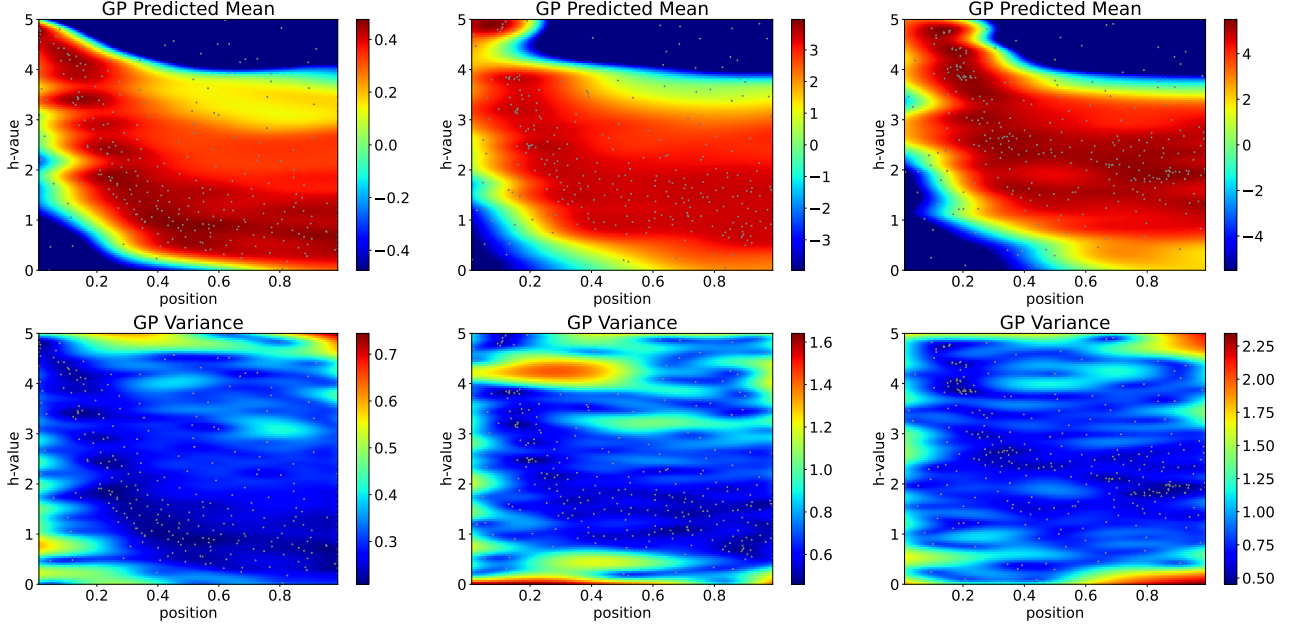 GP Predicted Mean GP Predicted Mean GP Predicted Mean
5 5 5
0.4 3 4
4 4 4
2
0.2 2
3 3 1 3
h-vaue 0.0 h-vaue 0 h-vaue 0
2 2 2
−1
−0.2 −2
1 1 −2 1
−0.4 −3 −4
0 0 0
0.2 0.4 0.6 0.8 0.2 0.4 0.6 0.8 0.2 0.4 0.6 0.8
position position position
GP Variance GP Variance GP Variance
5 5 5
0.7 1.6 2.25
4 4 4 2.00
0.6 1.4
1.75
3 3 1.2 3
h-value 0.5 h-value h-value 1.50
2 2 1.0 2
0.4 1.25
1 1 0.8 1 1.00
0.3 0.75
0.6
0 0 0 0.50
0.2 0.4 0.6 0.8 0.2 0.4 0.6 0.8 0.2 0.4 0.6 0.8
position position position